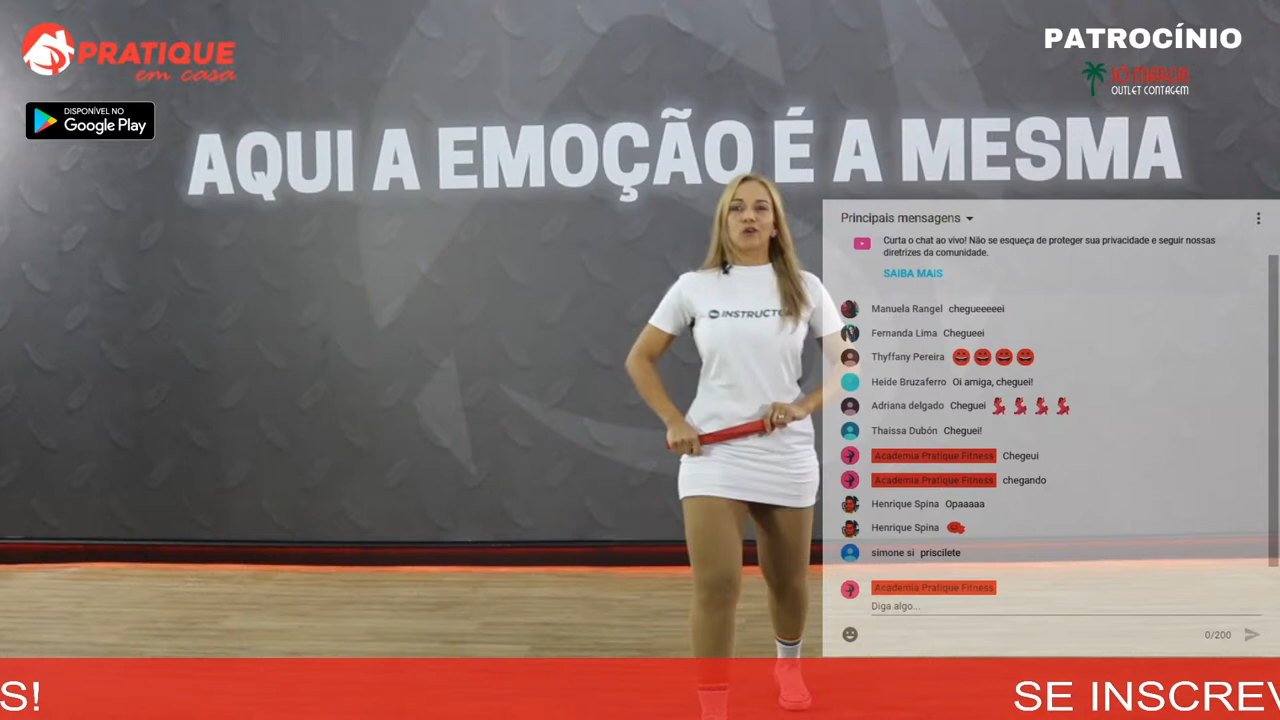 PRATIQUE
em casa
DISPONÍVEL NO
Google Play
PATROCÍNIO
SÓ MARCAS
OUTLET CONTAGEM
AQUI A EMOÇÃO É A MESMA
INSTRUCTO
Principais mensagens
Curta o chat ao vivo! Não se esqueça de proteger sua privacidade e seguir nossas
diretrizes da comunidade.
SAIBA MAIS
Manuela Rangel chegueeeeei
Fernanda Lima Chegueei
Thyffany Pereira
Heide Bruzaferro Oi amiga, cheguei!
Adriana delgado Cheguei
Thaissa Dubón Cheguei!
Academia Pratique Fitness Chegeui
Academia Pratique Fitness chegando
Henrique Spina Opaaaaa
Henrique Spina
simone si priscilete
Academia Pratique Fitness
Diga algo...
0/200
S!
SE INSCREV